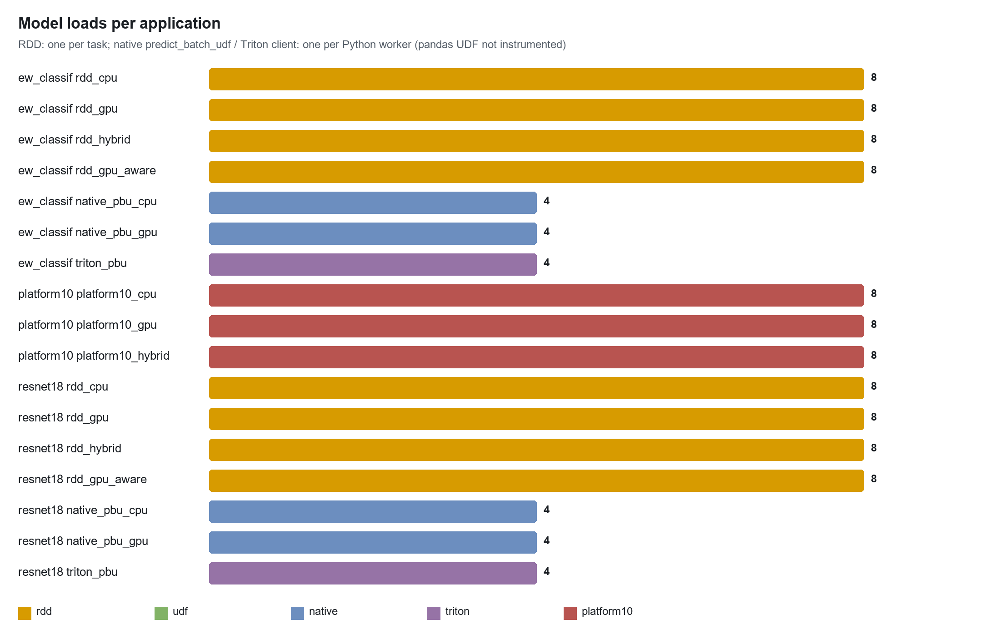 Model loads per application
RDD: one per task; native predict_batch_udf / Triton client: one per Python worker (pandas UDF not instrumented)
ew_classif rdd_cpu 8
ew_classif rdd_gpu 8
ew_classif rdd_hybrid 8
ew_classif rdd_gpu_aware 8
ew_classif native_pbu_cpu 4
ew_classif native_pbu_gpu 4
ew_classif triton_pbu 4
platform10 platform10_cpu 8
platform10 platform10_gpu 8
platform10 platform10_hybrid 8
resnet18 rdd_cpu 8
resnet18 rdd_gpu 8
resnet18 rdd_hybrid 8
resnet18 rdd_gpu_aware 8
resnet18 native_pbu_cpu 4
resnet18 native_pbu_gpu 4
resnet18 triton_pbu 4
rdd udf native triton platform10